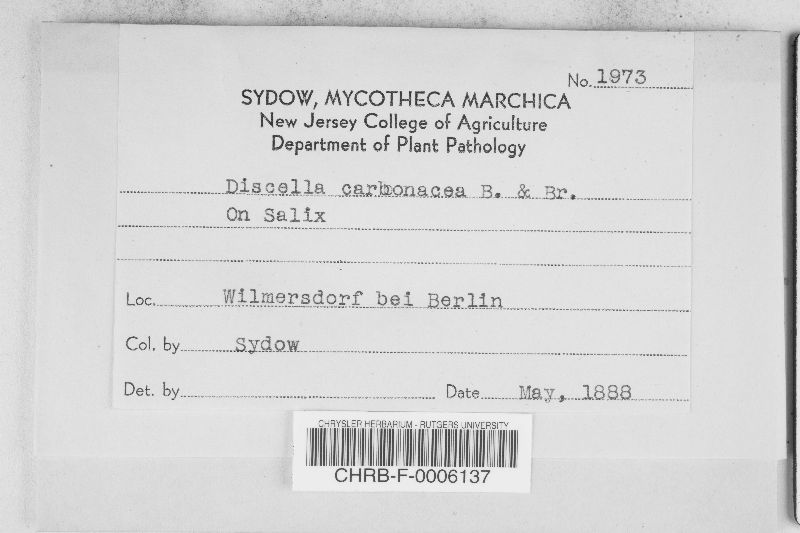 No. 1973
SYDOW, MYCOTHECA MARCHICA
New Jersey College of Agriculture
Department of Plant Pathology
Discella carbonacea B. & Br.
On Salix
Loc. Wilmersdorf bei Berlin
Col. by Sydow
Det. by Date May, 1888
CHRYSLER HERBARIUM - RUTGERS UNIVERSITY
CHRB-F-0006137